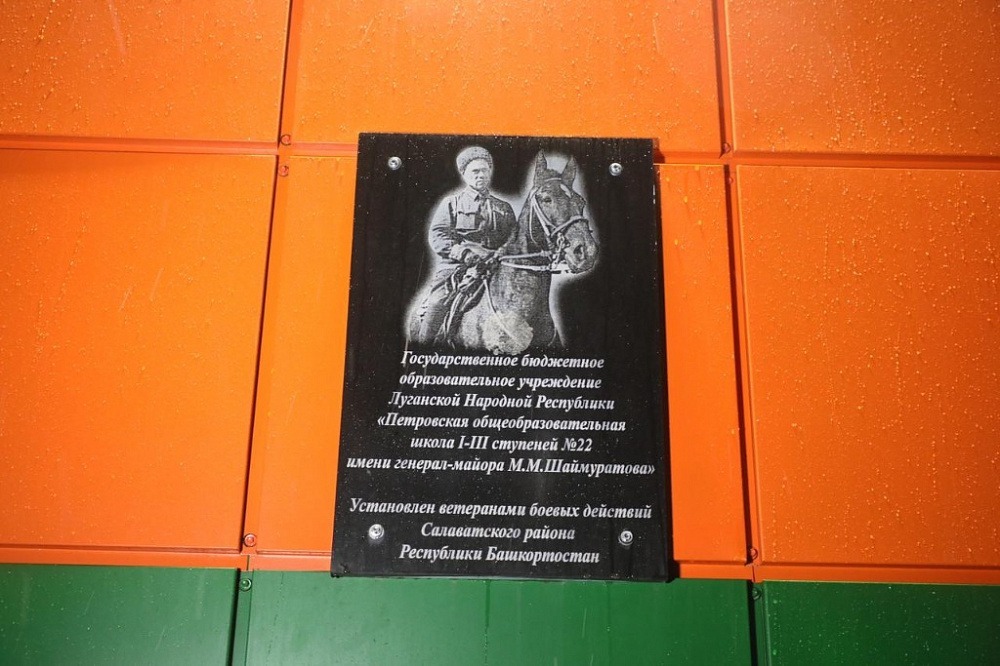 Государственное бюджетное
образовательное учреждение
Луганской Народной Республики
«Петровская общеобразовательная
школа I-III ступеней №22
имени генерал-майора М.М.Шаймуратова»
Установлен ветеранами боевых действий
Салаватского района
Республики Башкортостан